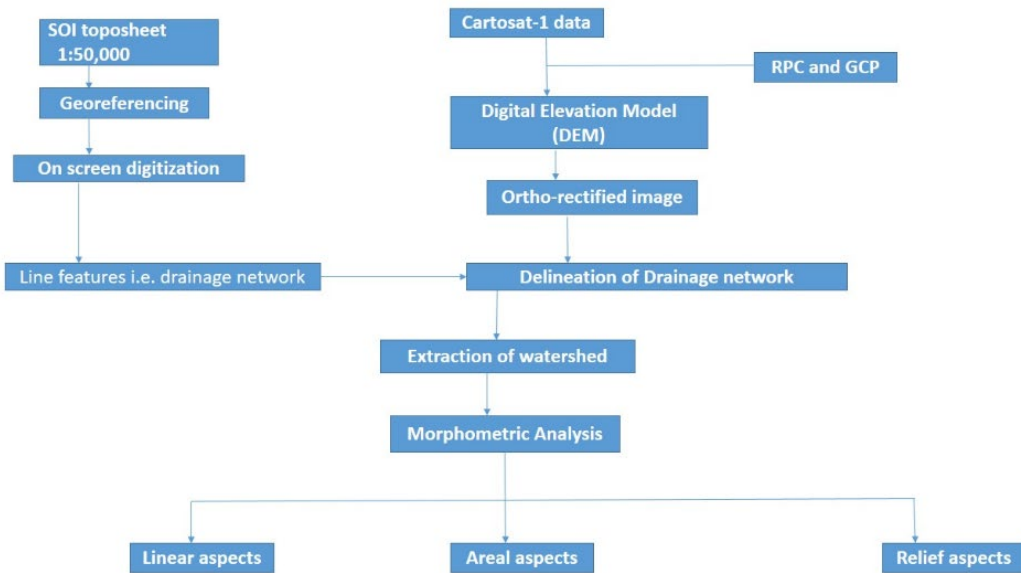 SOI toposheet
1:50,000
Cartosat-1 data
RPC and GCP
Georeferencing
Digital Elevation Model
(DEM)
On screen digitization
Ortho-rectified image
Line features i.e. drainage network
Delineation of Drainage network
Extraction of watershed
Morphometric Analysis
Linear aspects
Areal aspects
Relief aspects